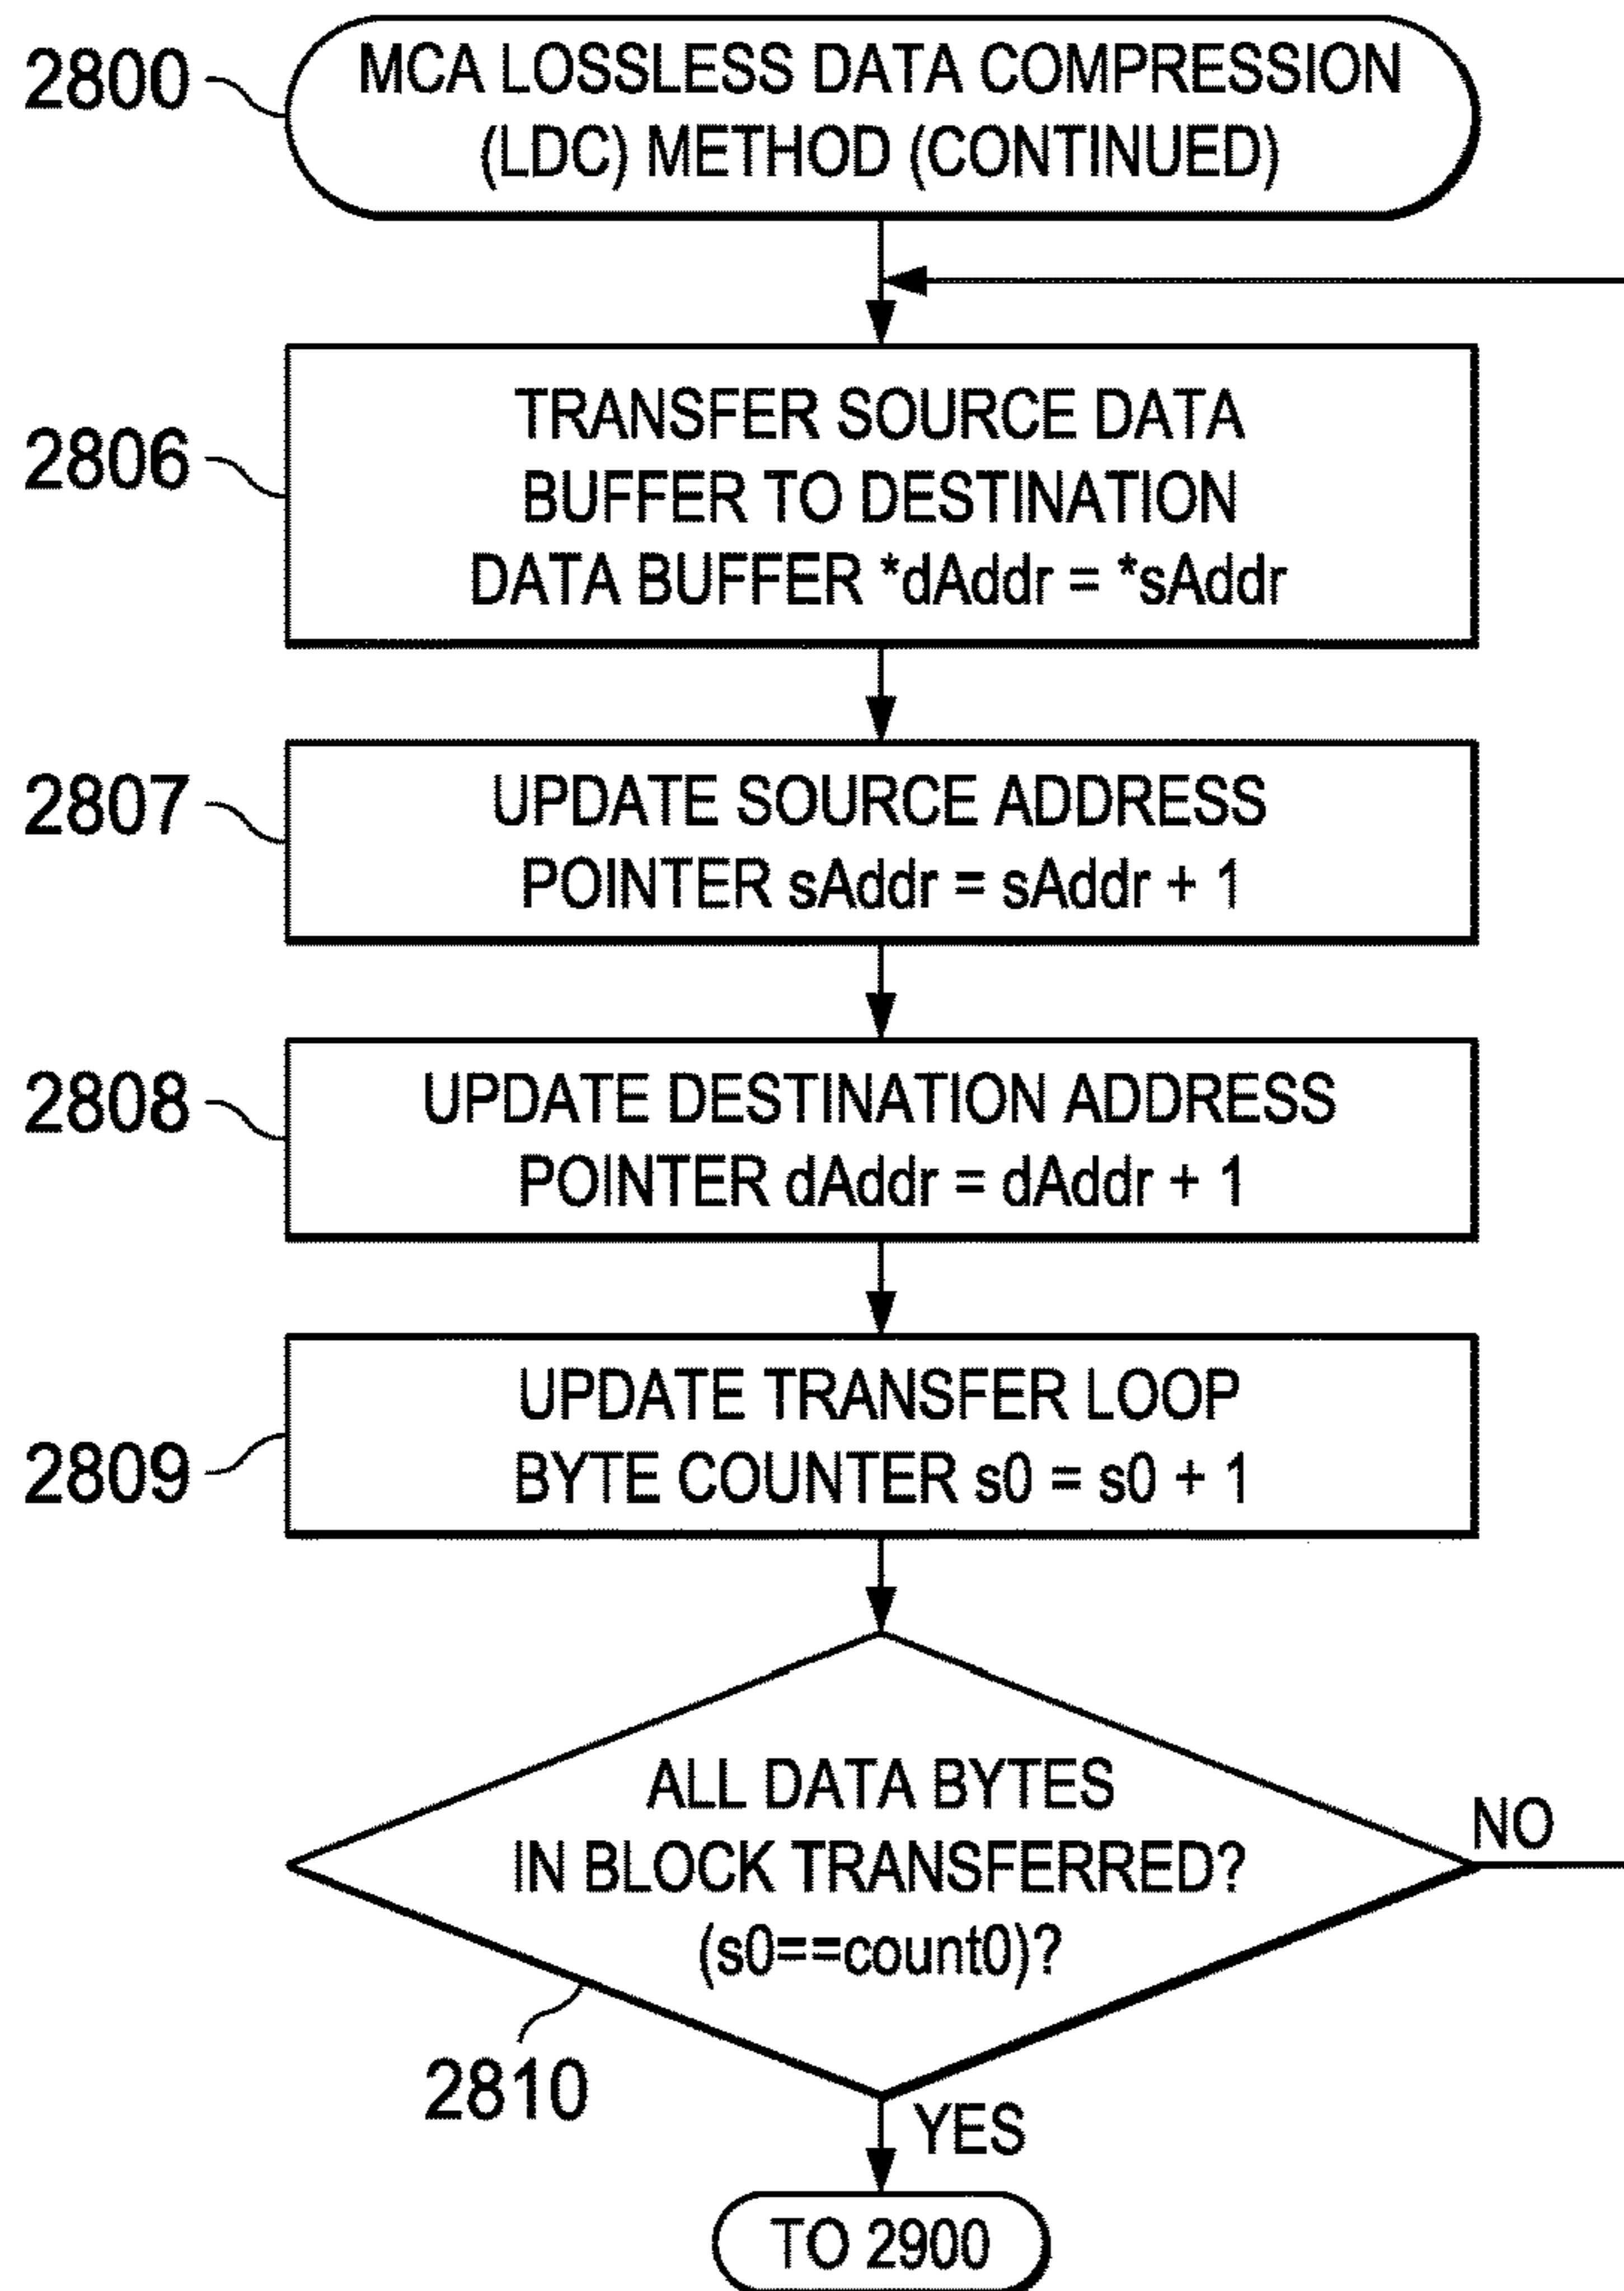 2800
MCA LOSSLESS DATA COMPRESSION
(LDC) METHOD (CONTINUED)
2806
TRANSFER SOURCE DATA
BUFFER TO DESTINATION
DATA BUFFER *dAddr = *sAddr
2807
UPDATE SOURCE ADDRESS
POINTER sAddr = sAddr + 1
2808
UPDATE DESTINATION ADDRESS
POINTER dAddr = dAddr + 1
2809
UPDATE TRANSFER LOOP
BYTE COUNTER s0 = s0 + 1
ALL DATA BYTES
IN BLOCK TRANSFERRED?
(s0==count0)?
NO
2810
YES
TO 2900